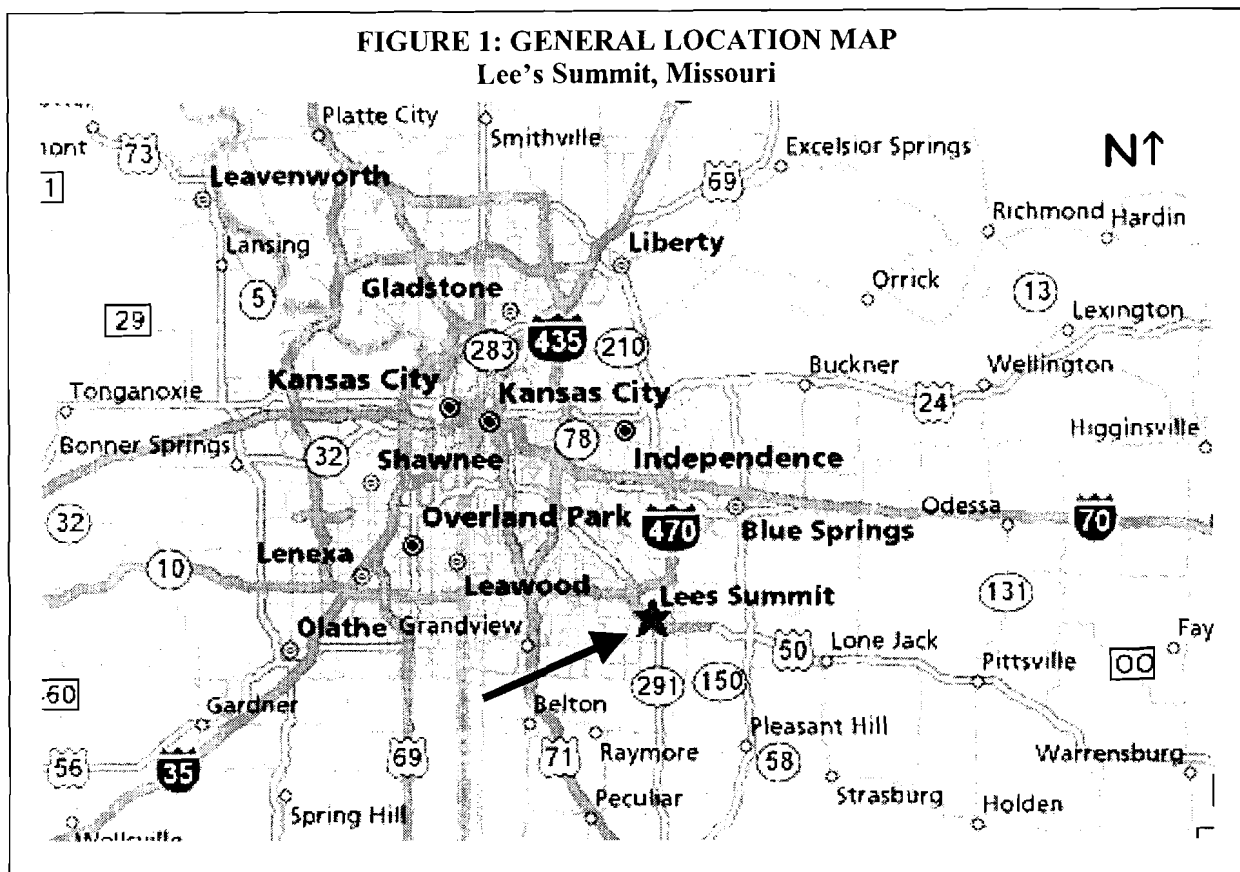 FIGURE 1: GENERAL LOCATION MAP
Lee's Summit, Missouri
Platte City
Smithville
N↑
73
Excelsior Springs
69
1
Leavenworth
Richmond
Hardin
Lansing
Liberty
5
Gladstone
Orrick
13
29
283
435
210
Lexington
Kansas City
Kansas City
Buckner
Wellington
Tonganoxie
24
Bonner Springs
78
Higginsville
32
Shawnee
Independence
32
Overland Park
470
Blue Springs
Odessa
70
10
Lenexa
Leawood
Lees Summit
131
Olathe
Grandview
50
Lone Jack
Pittsville
OO
Fay
60
Gardner
291
150
Belton
Pleasant Hill
56
35
69
71
Raymore
58
Warrensburg
Spring Hill
Peculiar
Strasburg
Holden